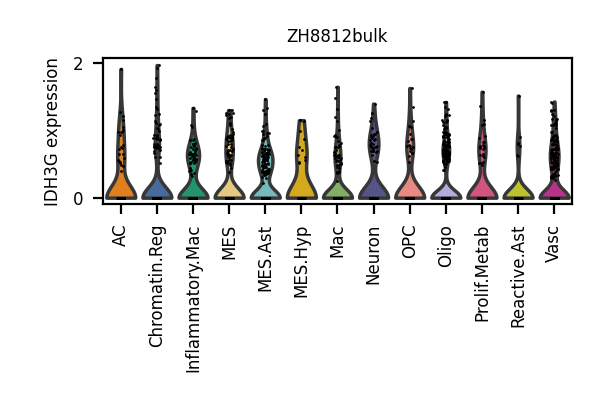 ZH8812bulk
IDH3G expression
2
0
AC
Chromatin.Reg
Inflammatory.Mac
MES
MES.Ast
MES.Hyp
Mac
Neuron
OPC
Oligo
Prolif.Metab
Reactive.Ast
Vasc